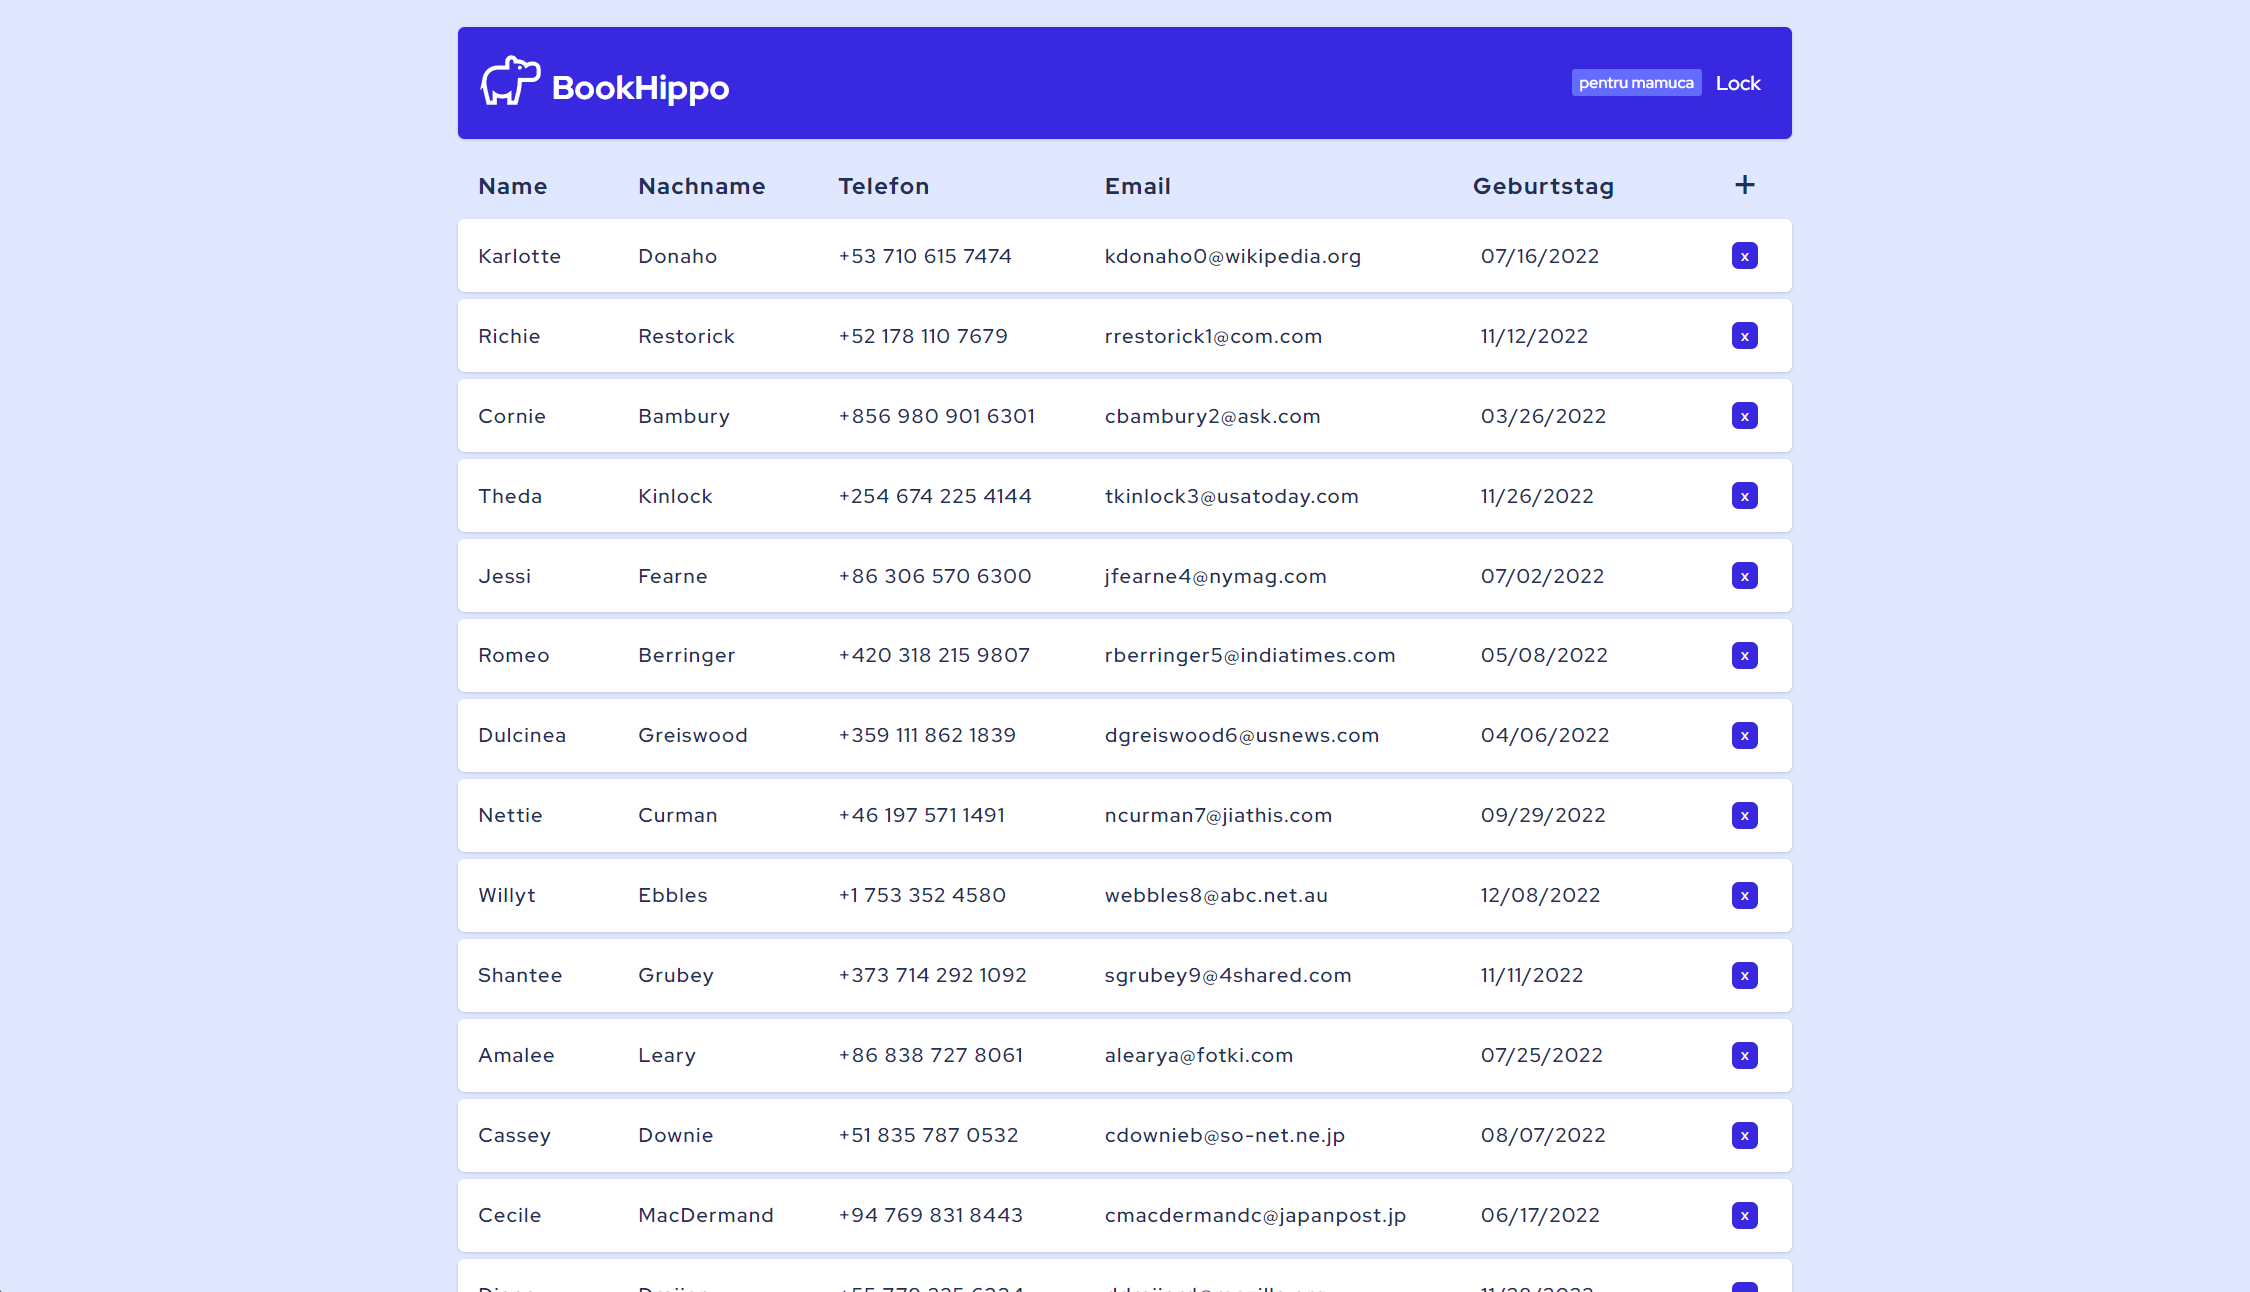 BookHippo
pentru mamuca Lock
Name Nachname Telefon Email Geburtstag +
Karlotte Donaho +53 710 615 7474 kdonaho0@wikipedia.org 07/16/2022 x
Richie Restorick +52 178 110 7679 rrestorick1@com.com 11/12/2022 x
Cornie Bambury +856 980 901 6301 cbambury2@ask.com 03/26/2022 x
Theda Kinlock +254 674 225 4144 tkinlock3@usatoday.com 11/26/2022 x
Jessi Fearne +86 306 570 6300 jfearne4@nymag.com 07/02/2022 x
Romeo Berringer +420 318 215 9807 rberringer5@indiatimes.com 05/08/2022 x
Dulcinea Greiswood +359 111 862 1839 dgreiswood6@usnews.com 04/06/2022 x
Nettie Curman +46 197 571 1491 ncurman7@jiathis.com 09/29/2022 x
Willyt Ebbles +1 753 352 4580 webbles8@abc.net.au 12/08/2022 x
Shantee Grubey +373 714 292 1092 sgrubey9@4shared.com 11/11/2022 x
Amalee Leary +86 838 727 8061 alearya@fotki.com 07/25/2022 x
Cassey Downie +51 835 787 0532 cdownieb@so-net.ne.jp 08/07/2022 x
Cecile MacDermand +94 769 831 8443 cmacdermandc@japanpost.jp 06/17/2022 x